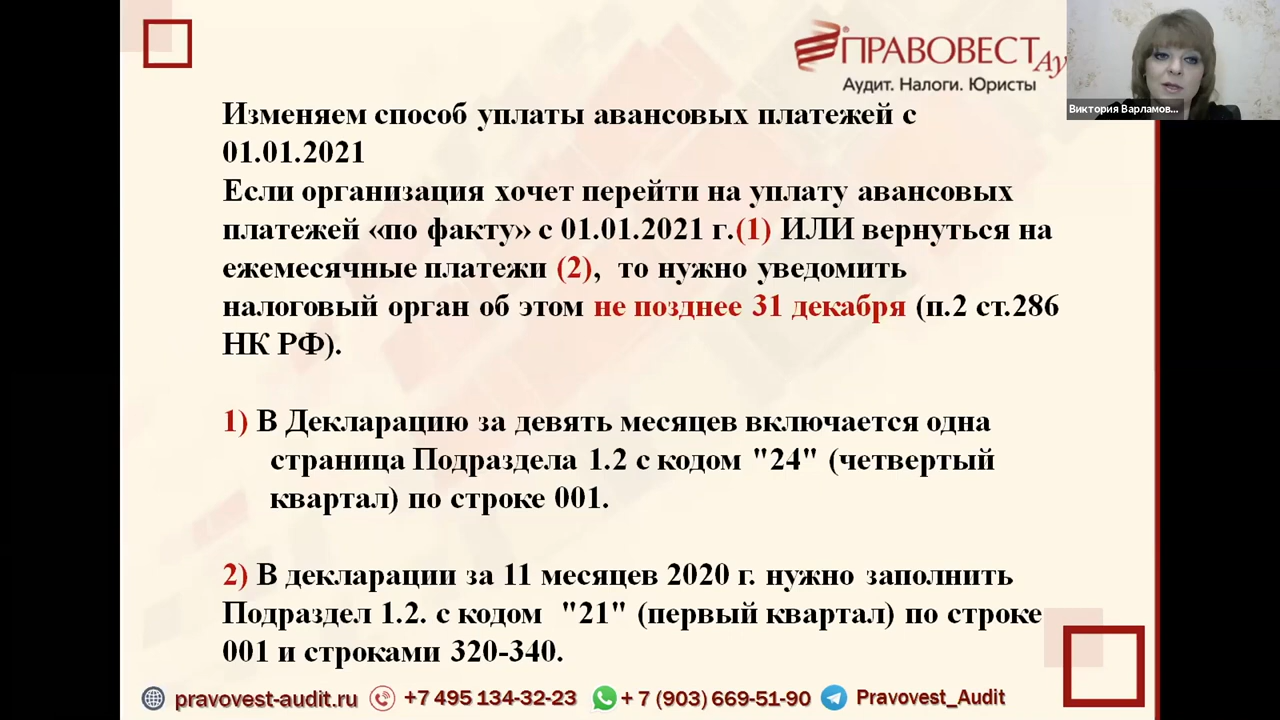 ПРАВОВЕСТ Ау
Аудит. Налоги. Юристы
Виктория Варламов...
Изменяем способ уплаты авансовых платежей с
01.01.2021
Если организация хочет перейти на уплату авансовых
платежей «по факту» с 01.01.2021 г.(1) ИЛИ вернуться на
ежемесячные платежи (2), то нужно уведомить
налоговый орган об этом не позднее 31 декабря (п.2 ст.286
НК РФ).
1) В Декларацию за девять месяцев включается одна
страница Подраздела 1.2 с кодом "24" (четвертый
квартал) по строке 001.
2) В декларации за 11 месяцев 2020 г. нужно заполнить
Подраздел 1.2. с кодом "21" (первый квартал) по строке
001 и строками 320-340.
pravovest-audit.ru +7 495 134-32-23 + 7 (903) 669-51-90 Pravovest_Audit